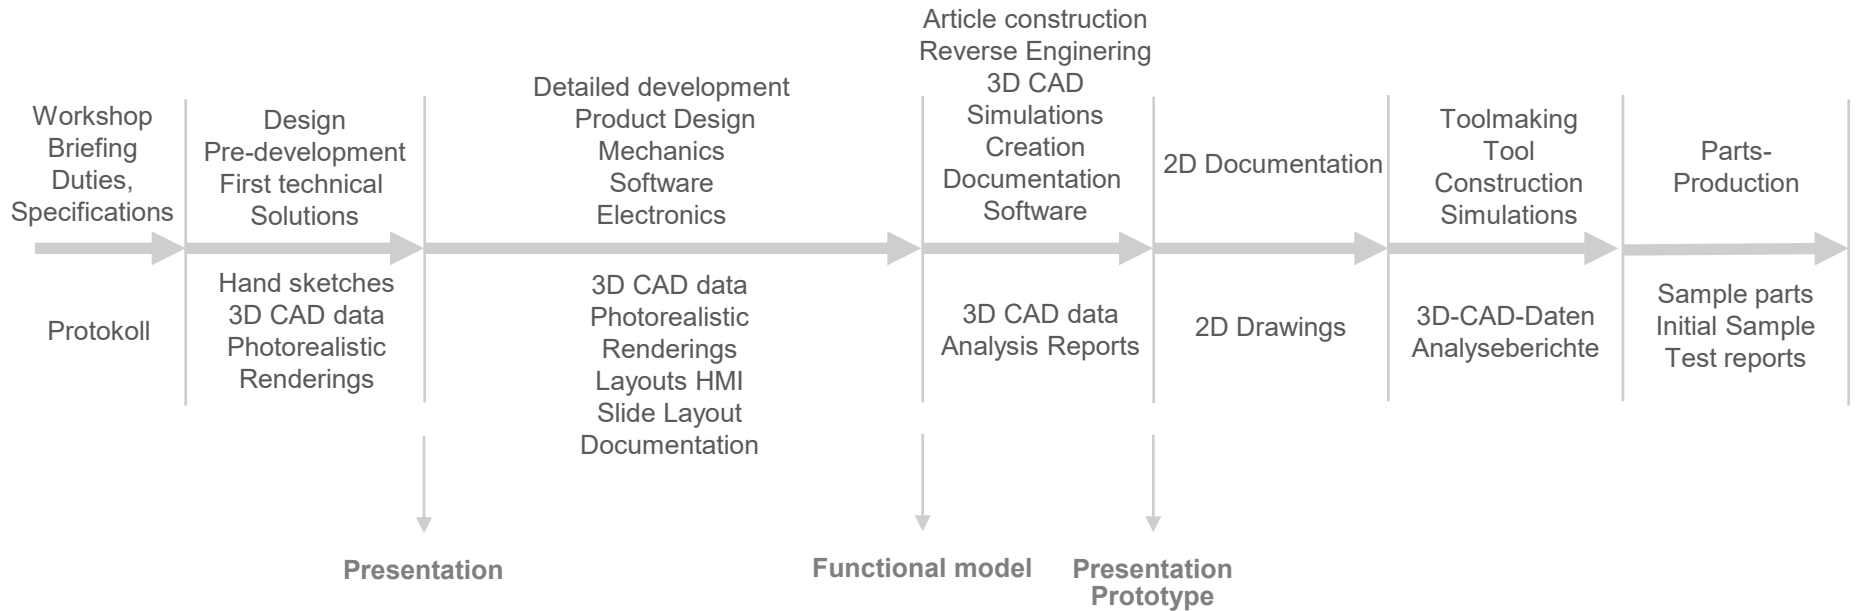 Workshop
Briefing
Duties,
Specifications
Design
Pre-development
First technical
Solutions
Detailed development
Product Design
Mechanics
Software
Electronics
Article construction
Reverse Enginering
3D CAD
Simulations
Creation
Documentation
Software
2D Documentation
Toolmaking
Tool
Construction
Simulations
Parts-
Production
Protokoll
Hand sketches
3D CAD data
Photorealistic
Renderings
3D CAD data
Photorealistic
Renderings
Layouts HMI
Slide Layout
Documentation
3D CAD data
Analysis Reports
2D Drawings
3D-CAD-Daten
Analyseberichte
Sample parts
Initial Sample
Test reports
Presentation
Functional model
Presentation
Prototype